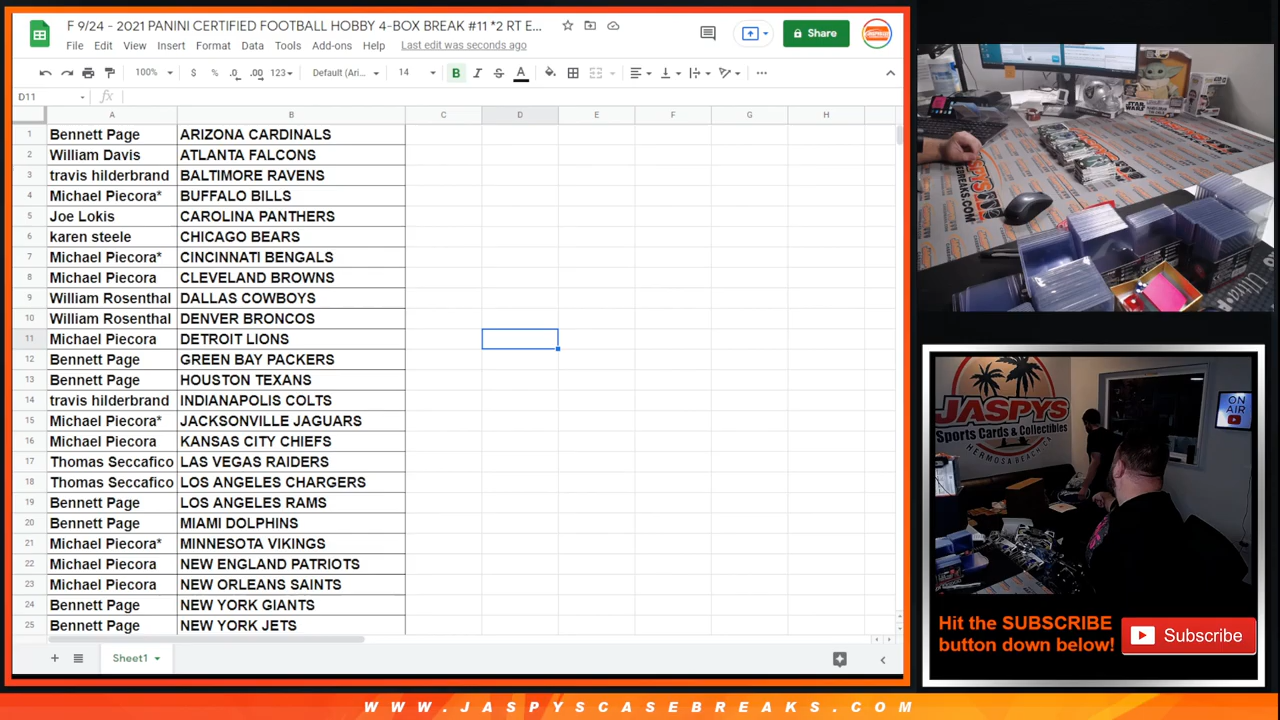 F 9/24 - 2021 PANINI CERTIFIED FOOTBALL HOBBY 4-BOX BREAK #11 *2 RT E...
File Edit View Insert Format Data Tools Add-ons Help Last edit was seconds ago
Share
100% $ % .0 .00 123 Default (Ari... 14 B I S A
D11 fx
A B C D E F G H
1 Bennett Page ARIZONA CARDINALS
2 William Davis ATLANTA FALCONS
3 travis hilderbrand BALTIMORE RAVENS
4 Michael Piecora* BUFFALO BILLS
5 Joe Lokis CAROLINA PANTHERS
6 karen steele CHICAGO BEARS
7 Michael Piecora* CINCINNATI BENGALS
8 Michael Piecora CLEVELAND BROWNS
9 William Rosenthal DALLAS COWBOYS
10 William Rosenthal DENVER BRONCOS
11 Michael Piecora DETROIT LIONS
12 Bennett Page GREEN BAY PACKERS
13 Bennett Page HOUSTON TEXANS
14 travis hilderbrand INDIANAPOLIS COLTS
15 Michael Piecora* JACKSONVILLE JAGUARS
16 Michael Piecora KANSAS CITY CHIEFS
17 Thomas Seccafico LAS VEGAS RAIDERS
18 Thomas Seccafico LOS ANGELES CHARGERS
19 Bennett Page LOS ANGELES RAMS
20 Bennett Page MIAMI DOLPHINS
21 Michael Piecora* MINNESOTA VIKINGS
22 Michael Piecora NEW ENGLAND PATRIOTS
23 Michael Piecora NEW ORLEANS SAINTS
24 Bennett Page NEW YORK GIANTS
25 Bennett Page NEW YORK JETS
Sheet1
STAR WARS
JASPYS
Sports Cards & Collectibles
HERMOSA BEACH CA
ON AIR
Hit the SUBSCRIBE
button down below!
Subscribe
WWW.JASPYSCASEBREAKS.COM